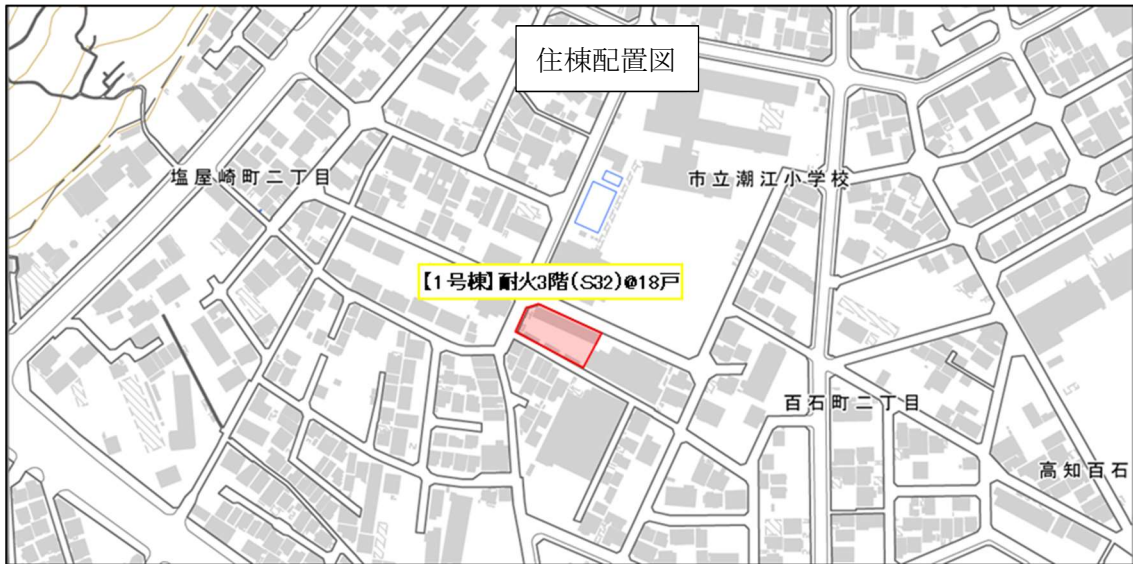 住棟配置図
塩屋崎町二丁目
市立潮江小学校
【1号棟】耐火3階(S32)@18戸
百石町二丁目
高知百石